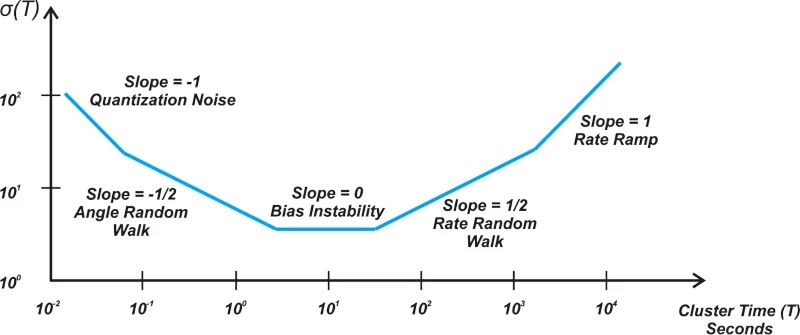 σ(T)
Slope = -1
Quantization Noise
10²
Slope = 1
Rate Ramp
10¹
Slope = -1/2
Angle Random
Walk
Slope = 0
Bias Instability
Slope = 1/2
Rate Random
Walk
10⁰
10⁻² 10⁻¹ 10⁰ 10¹ 10² 10³ 10⁴
Cluster Time (T)
Seconds